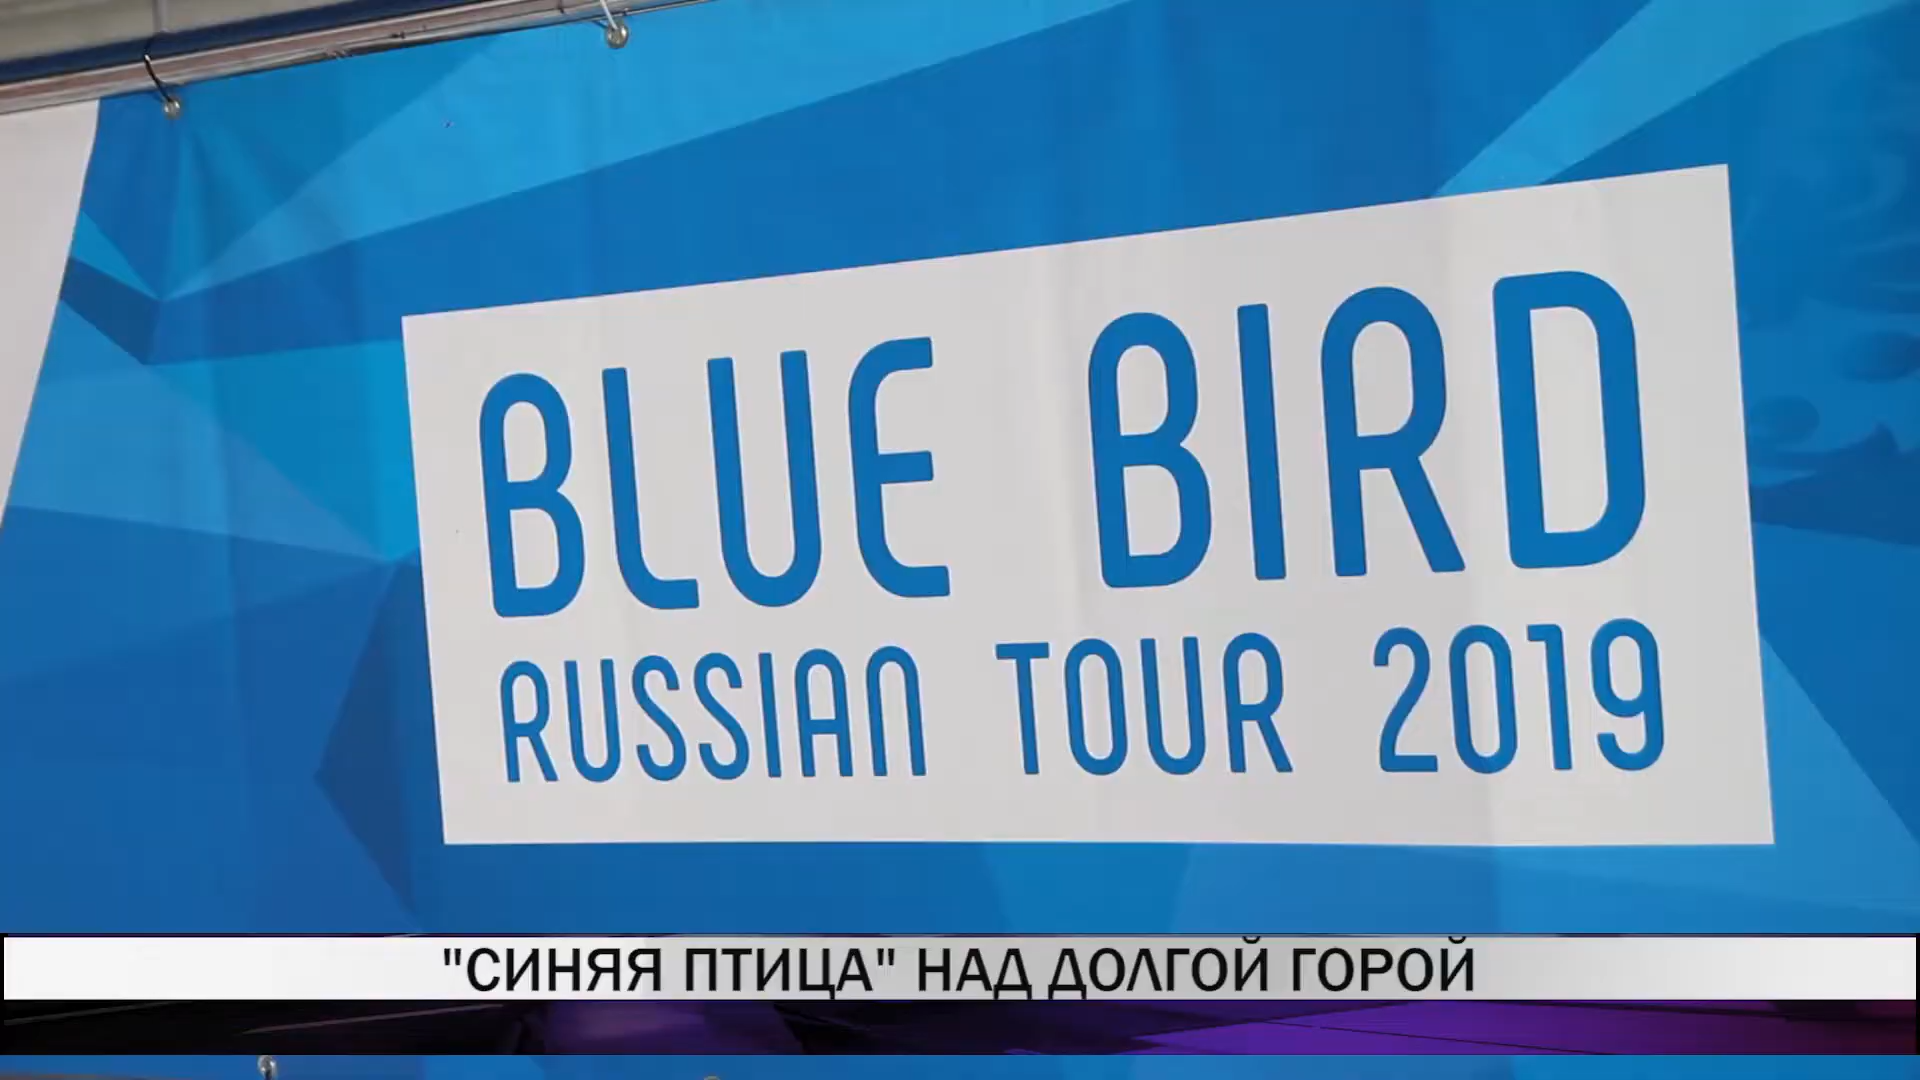 BLUE BIRD
RUSSIAN TOUR 2019
"СИНЯЯ ПТИЦА" НАД ДОЛГОЙ ГОРОЙ